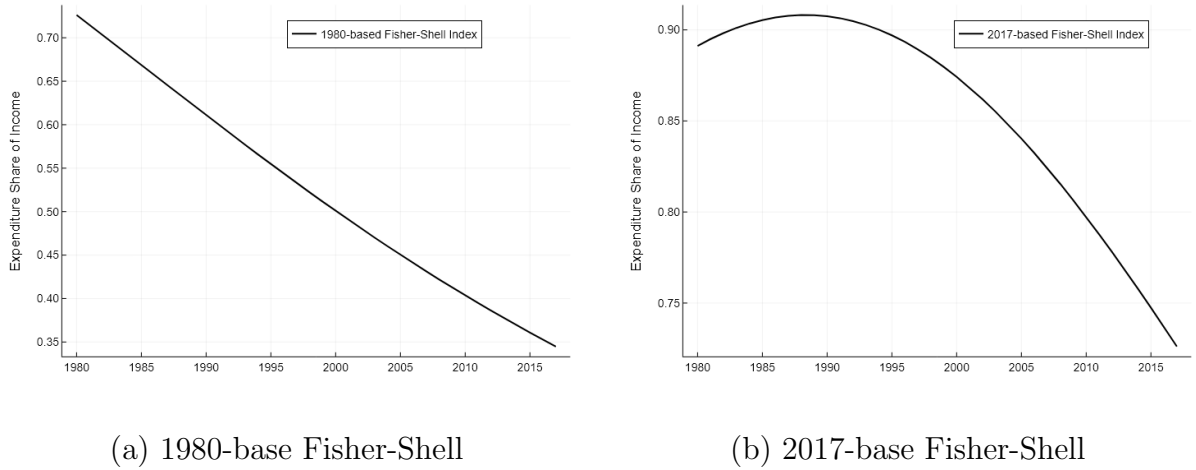 Expenditure Share of Income
0.70
0.65
0.60
0.55
0.50
0.45
0.40
0.35
1980-based Fisher-Shell Index
1980 1985 1990 1995 2000 2005 2010 2015
(a) 1980-base Fisher-Shell
Expenditure Share of Income
0.90
0.85
0.80
0.75
2017-based Fisher-Shell Index
1980 1985 1990 1995 2000 2005 2010 2015
(b) 2017-base Fisher-Shell